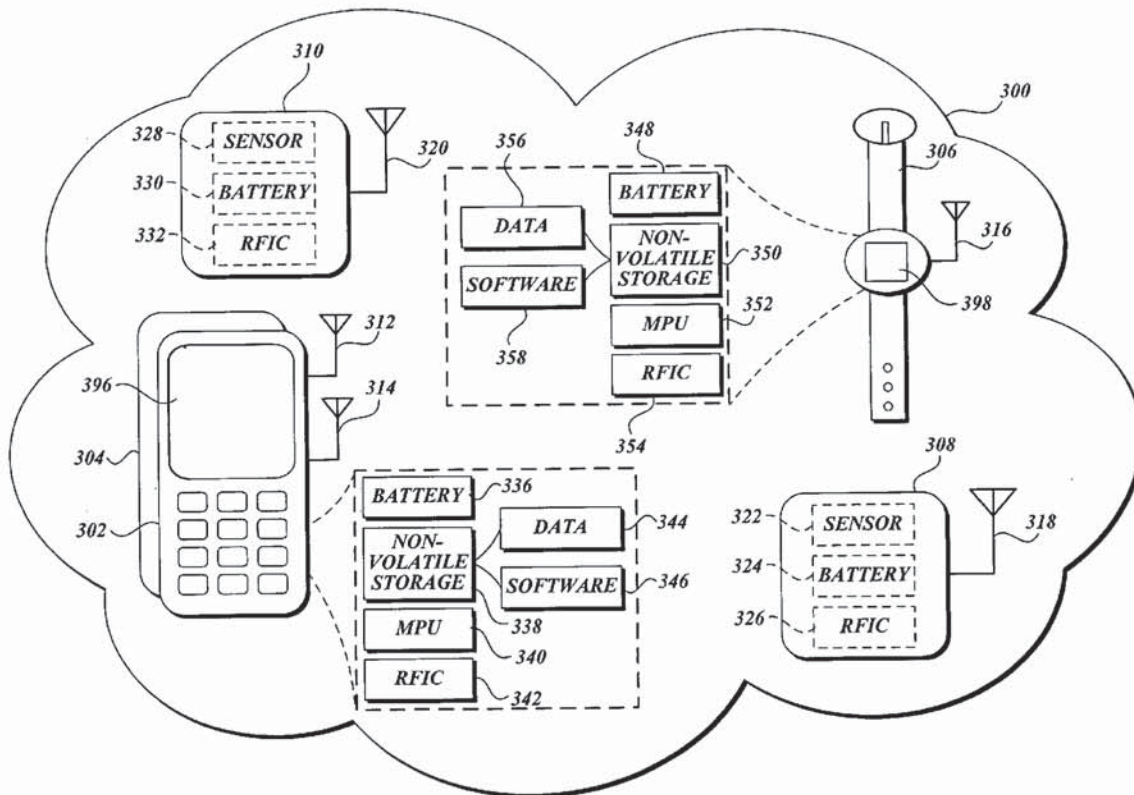 310
328
SENSOR
330
BATTERY
332
RFIC
320
300
306
316
398
356
348
BATTERY
DATA
NON-
VOLATILE
STORAGE
350
SOFTWARE
358
MPU
352
RFIC
354
312
314
396
304
302
BATTERY
336
NON-
VOLATILE
STORAGE
338
DATA
344
SOFTWARE
346
MPU
340
RFIC
342
308
322
SENSOR
324
BATTERY
326
RFIC
318